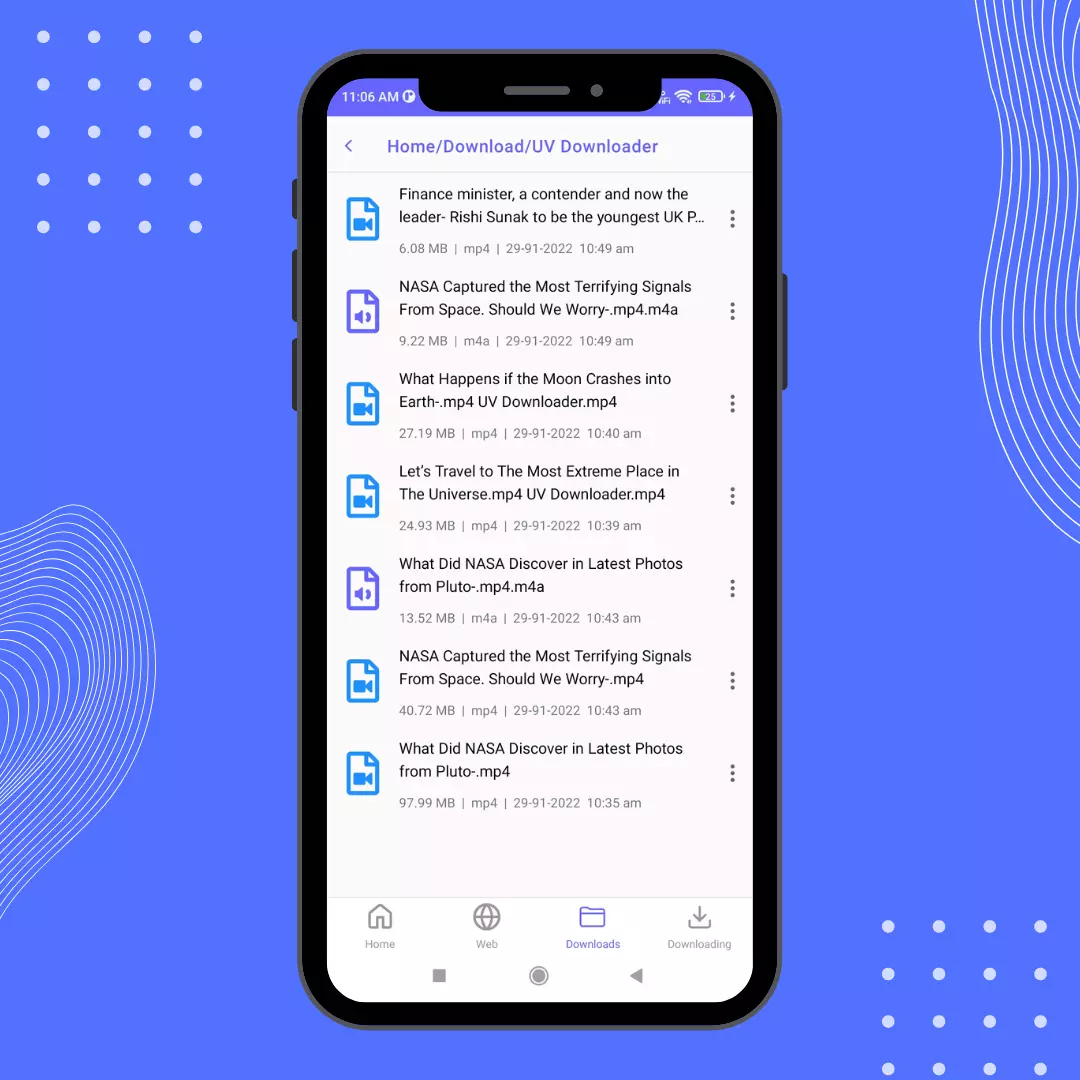 11:06 AM
25
Home/Download/UV Downloader
Finance minister, a contender and now the
leader- Rishi Sunak to be the youngest UK P...
6.08 MB | mp4 | 29-91-2022 10:49 am
NASA Captured the Most Terrifying Signals
From Space. Should We Worry-.mp4.m4a
9.22 MB | m4a | 29-91-2022 10:49 am
What Happens if the Moon Crashes into
Earth-.mp4 UV Downloader.mp4
27.19 MB | mp4 | 29-91-2022 10:40 am
Let’s Travel to The Most Extreme Place in
The Universe.mp4 UV Downloader.mp4
24.93 MB | mp4 | 29-91-2022 10:39 am
What Did NASA Discover in Latest Photos
from Pluto-.mp4.m4a
13.52 MB | m4a | 29-91-2022 10:43 am
NASA Captured the Most Terrifying Signals
From Space. Should We Worry-.mp4
40.72 MB | mp4 | 29-91-2022 10:43 am
What Did NASA Discover in Latest Photos
from Pluto-.mp4
97.99 MB | mp4 | 29-91-2022 10:35 am
Home
Web
Downloads
Downloading